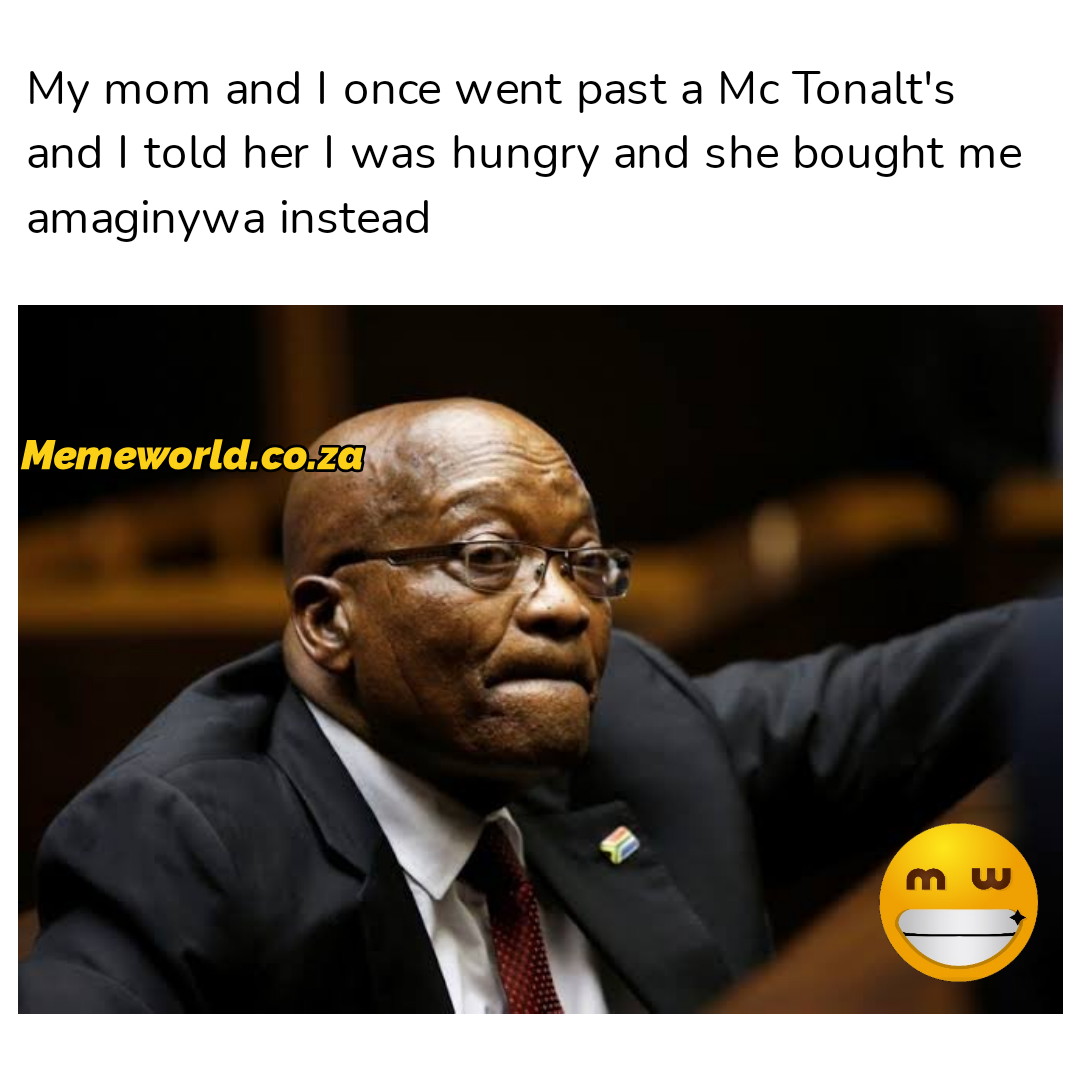 My mom and I once went past a Mc Tonalt's
and I told her I was hungry and she bought me
amaginywa instead
Memeworld.co.za
m w